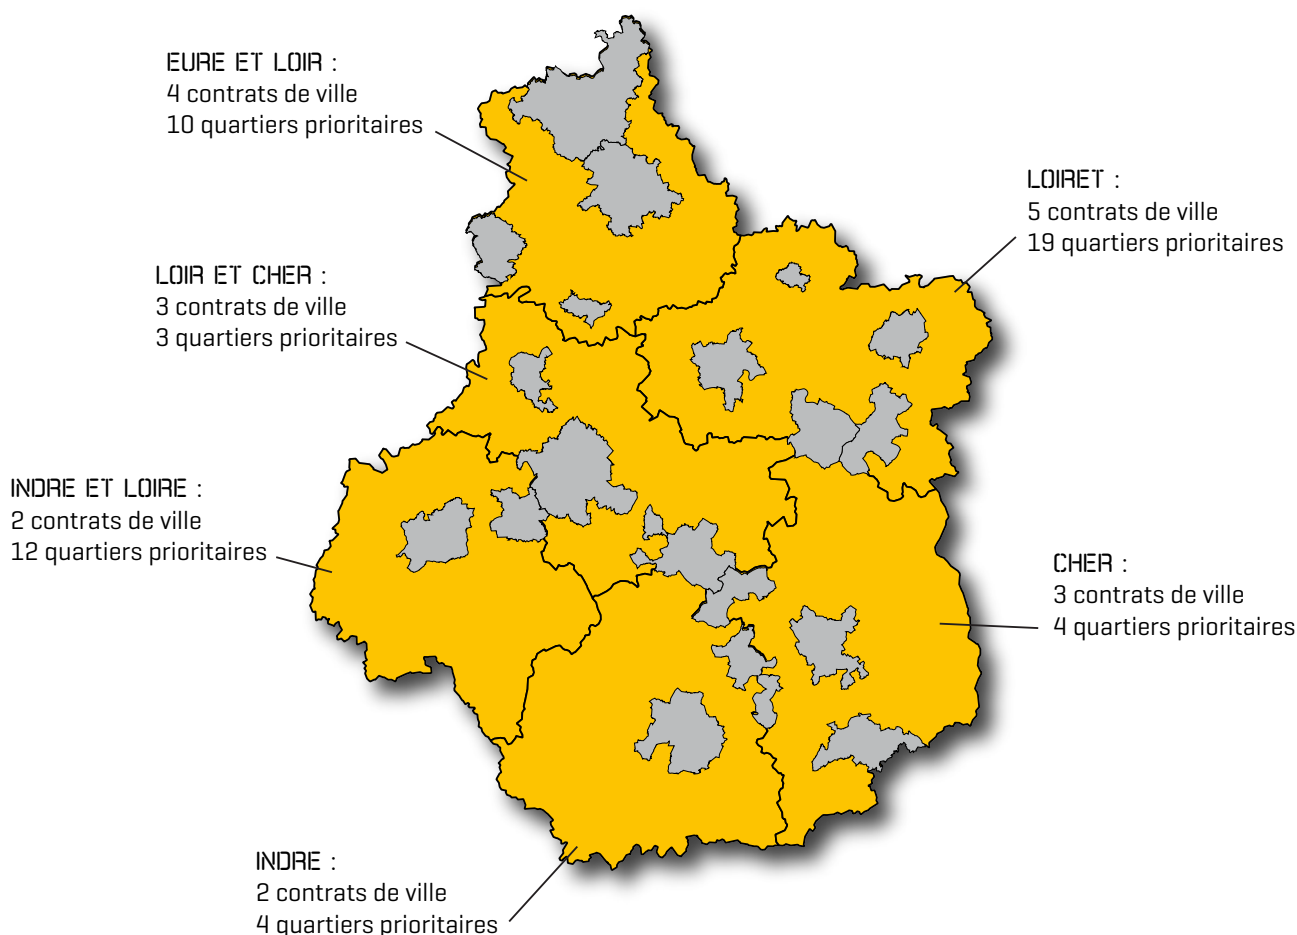 EURE ET LOIR :
4 contrats de ville
10 quartiers prioritaires
LOIRET :
5 contrats de ville
19 quartiers prioritaires
LOIR ET CHER :
3 contrats de ville
3 quartiers prioritaires
INDRE ET LOIRE :
2 contrats de ville
12 quartiers prioritaires
CHER :
3 contrats de ville
4 quartiers prioritaires
INDRE :
2 contrats de ville
4 quartiers prioritaires